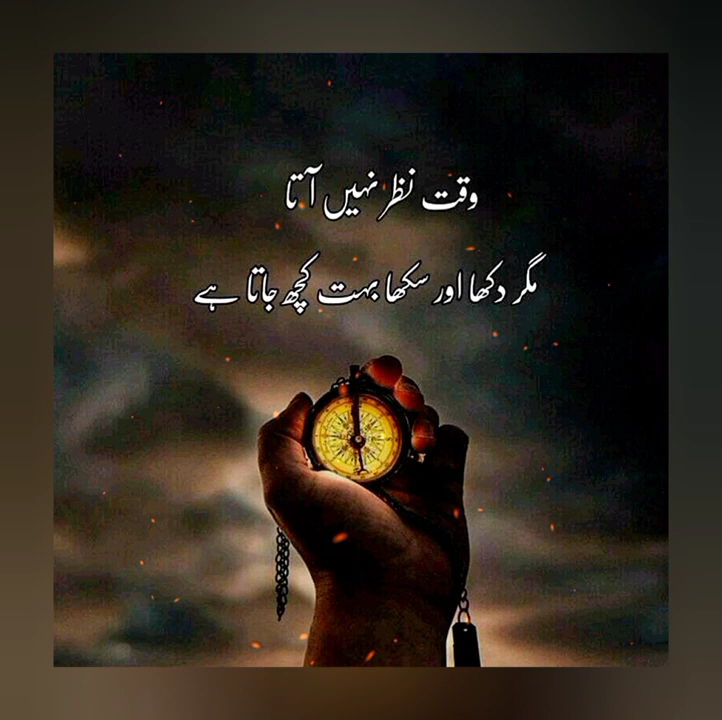 وقت نظر نہیں آتا
مگر دکھا اور سکھا بہت کچھ جاتا ہے